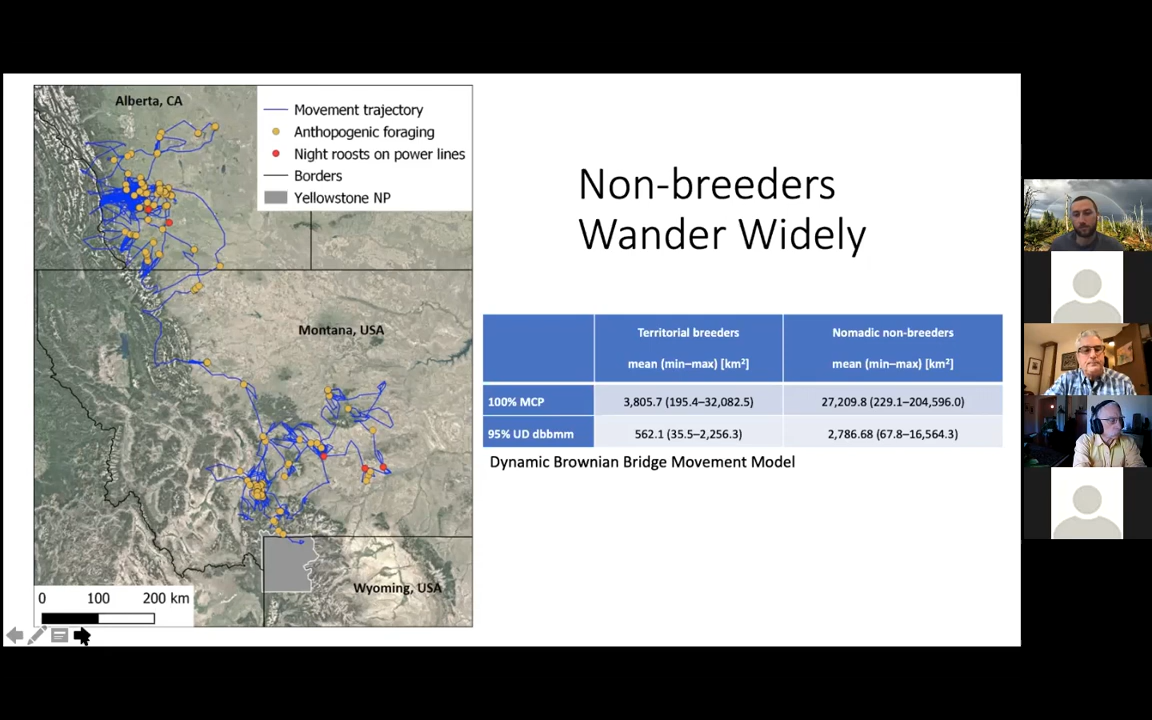 Alberta, CA
Movement trajectory
Anthopogenic foraging
Night roosts on power lines
Borders
Yellowstone NP
Montana, USA
Wyoming, USA
0 100 200 km
Non-breeders
Wander Widely
Territorial breeders
mean (min–max) [km²]
Nomadic non-breeders
mean (min–max) [km²]
100% MCP 3,805.7 (195.4–32,082.5) 27,209.8 (229.1–204,596.0)
95% UD dbbmm 562.1 (35.5–2,256.3) 2,786.68 (67.8–16,564.3)
Dynamic Brownian Bridge Movement Model